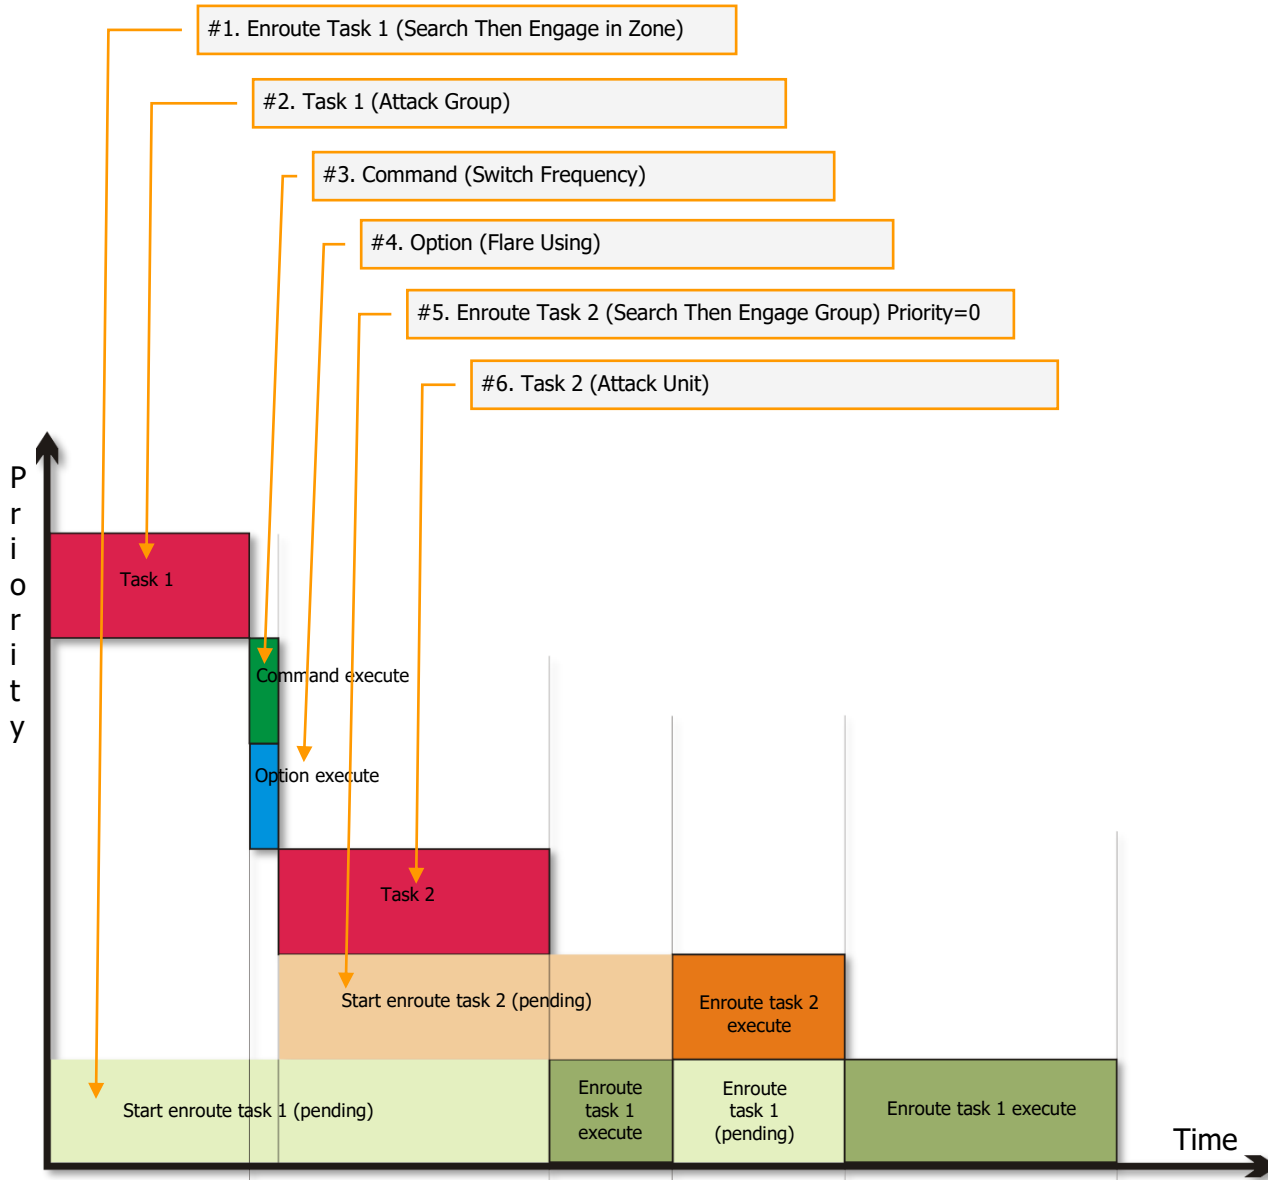 #1. Enroute Task 1 (Search Then Engage in Zone)
#2. Task 1 (Attack Group)
#3. Command (Switch Frequency)
#4. Option (Flare Using)
#5. Enroute Task 2 (Search Then Engage Group) Priority=0
#6. Task 2 (Attack Unit)
P
r
i
o
r
i
t
y
Task 1
Command execute
Option execute
Task 2
Start enroute task 2 (pending)
Enroute task 2
execute
Start enroute task 1 (pending)
Enroute
task 1
execute
Enroute
task 1
(pending)
Enroute task 1 execute
Time